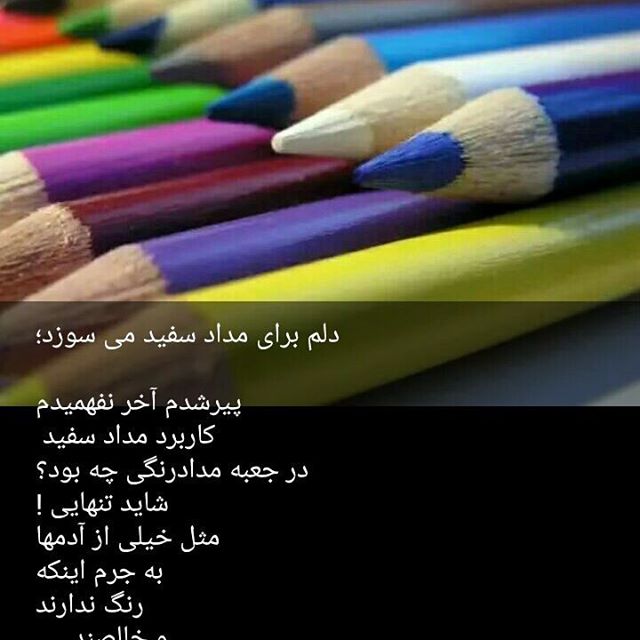 دلم برای مداد سفید می سوزد؛
پیرشدم آخر نفهمیدم
کاربرد مداد سفید
در جعبه مدادرنگی چه بود؟
شاید تنهایی !
مثل خیلی از آدمها
به جرم اینکه
رنگ ندارند
و خالصند